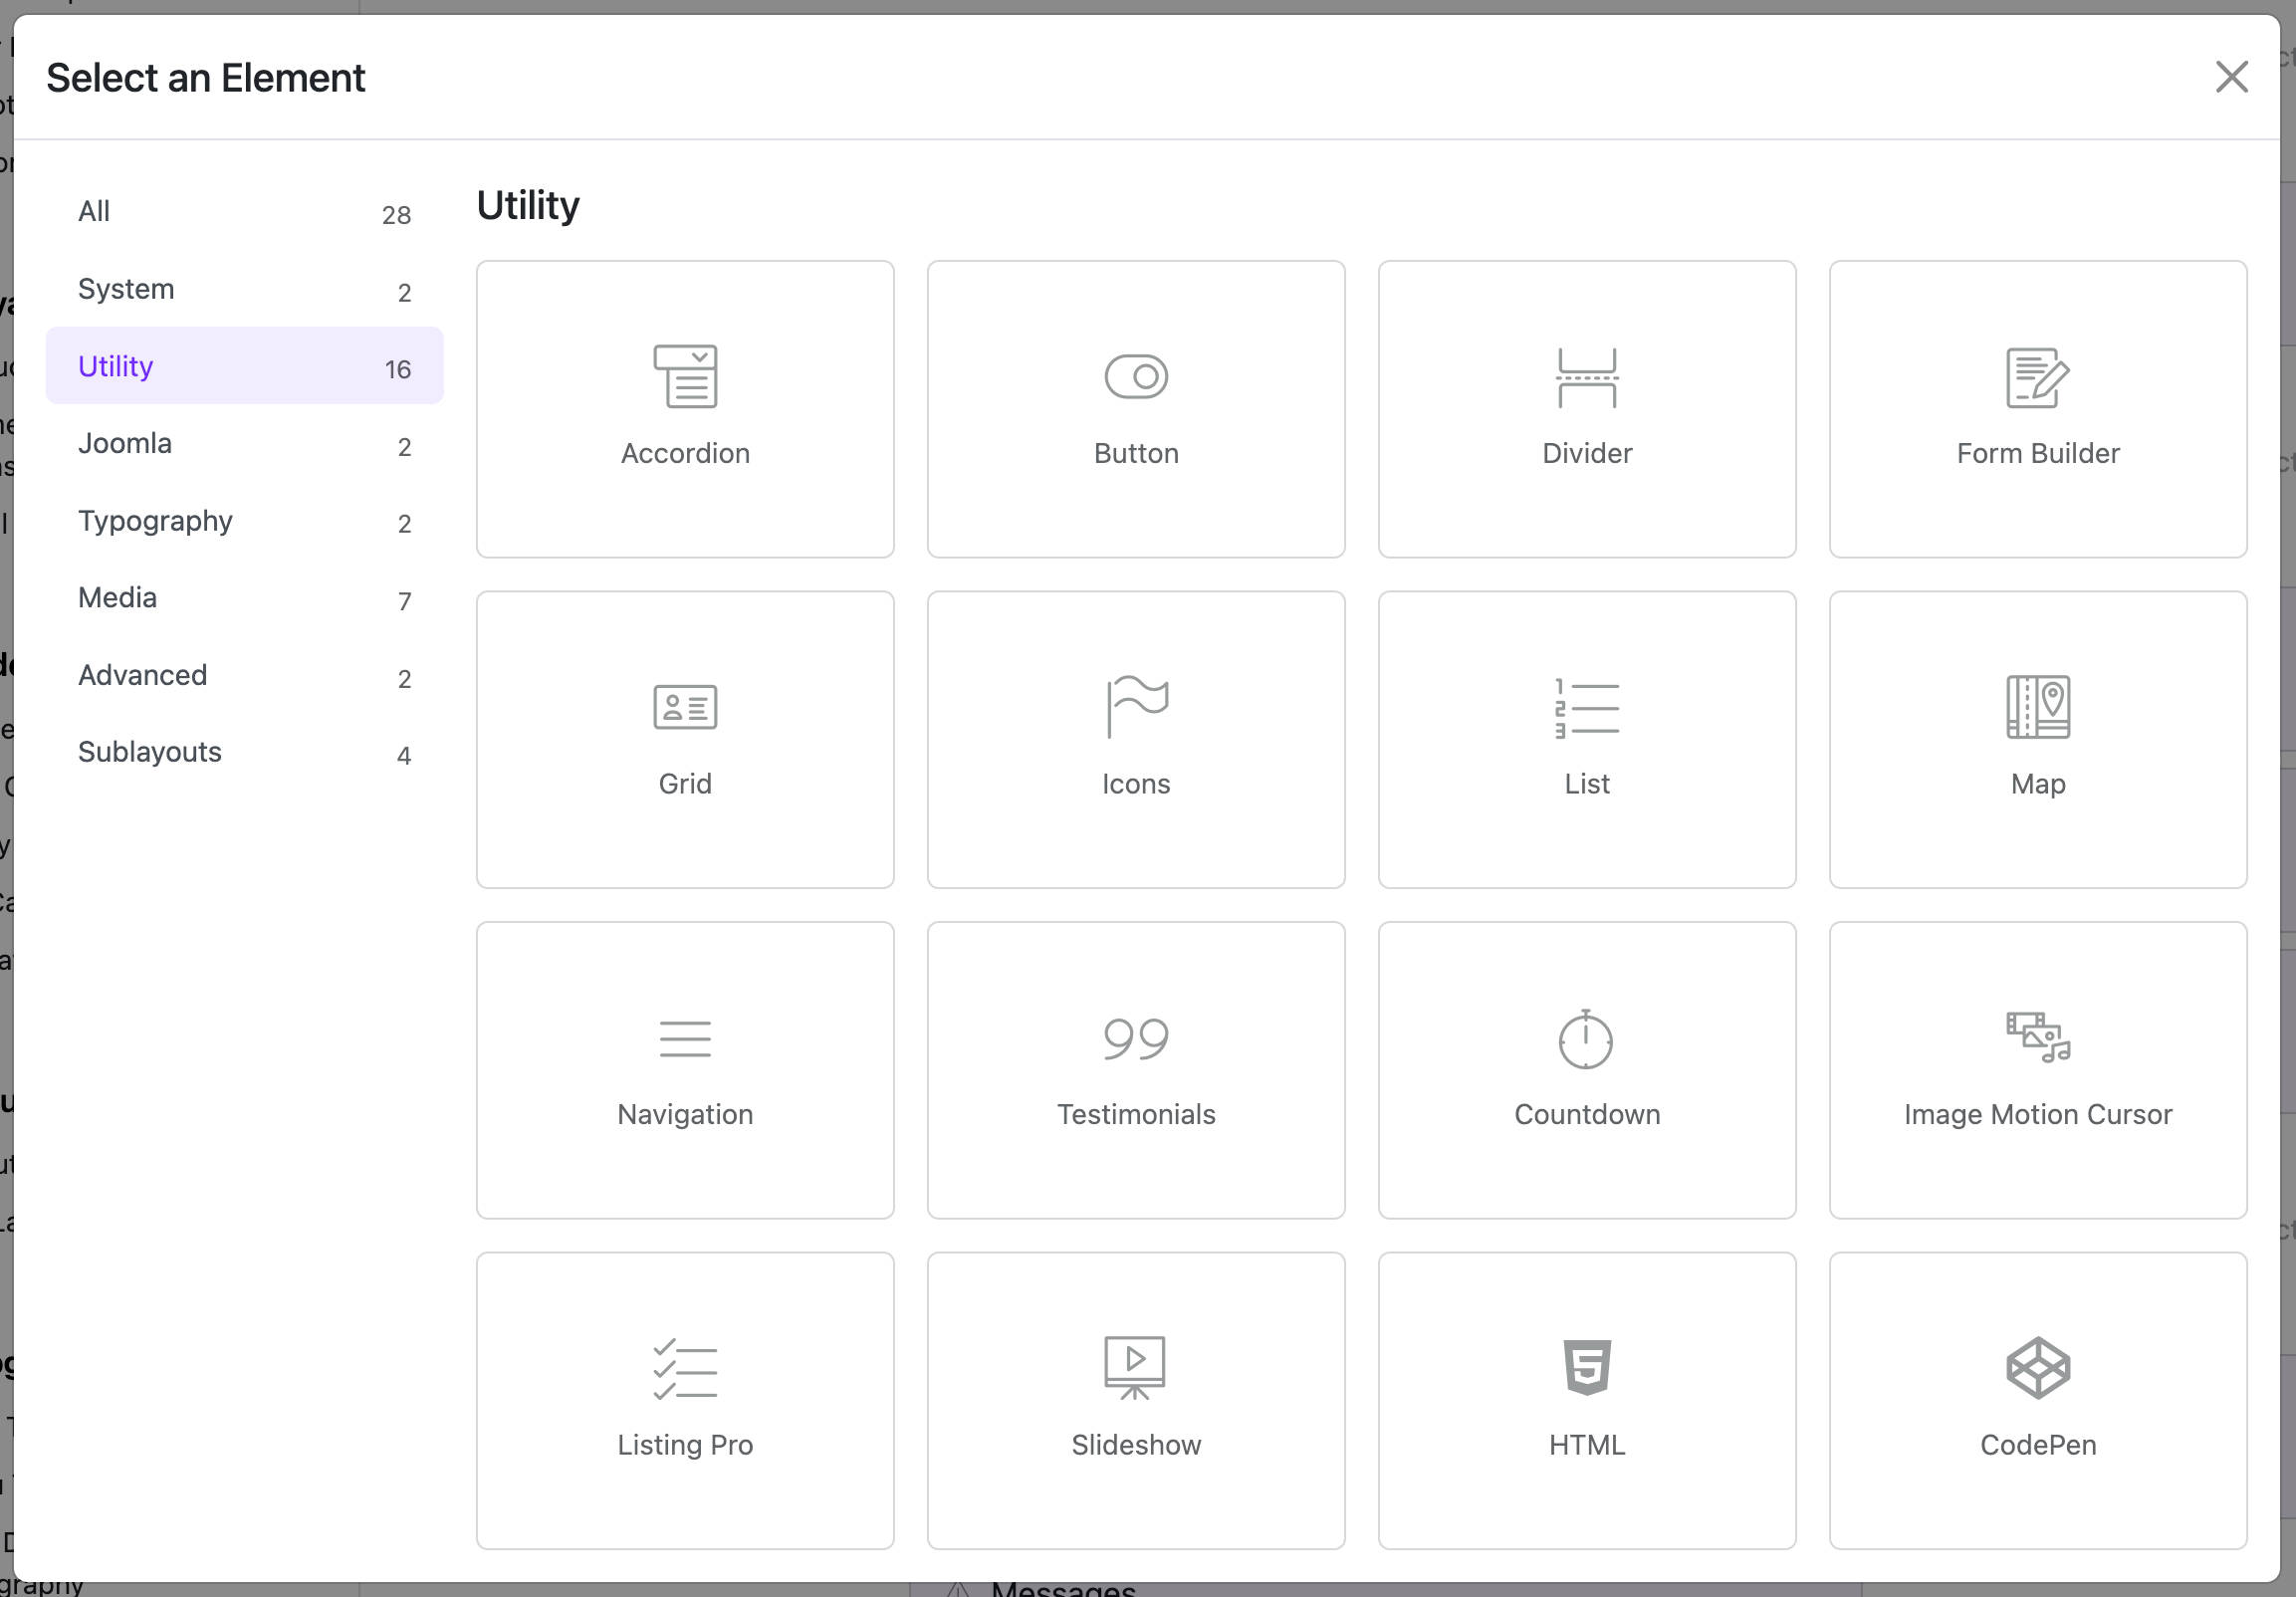 Select an Element
All 28
System 2
Utility 16
Joomla 2
Typography 2
Media 7
Advanced 2
Sublayouts 4
Utility
Accordion
Button
Divider
Form Builder
Grid
Icons
List
Map
Navigation
Testimonials
Countdown
Image Motion Cursor
Listing Pro
Slideshow
HTML
CodePen
Messages